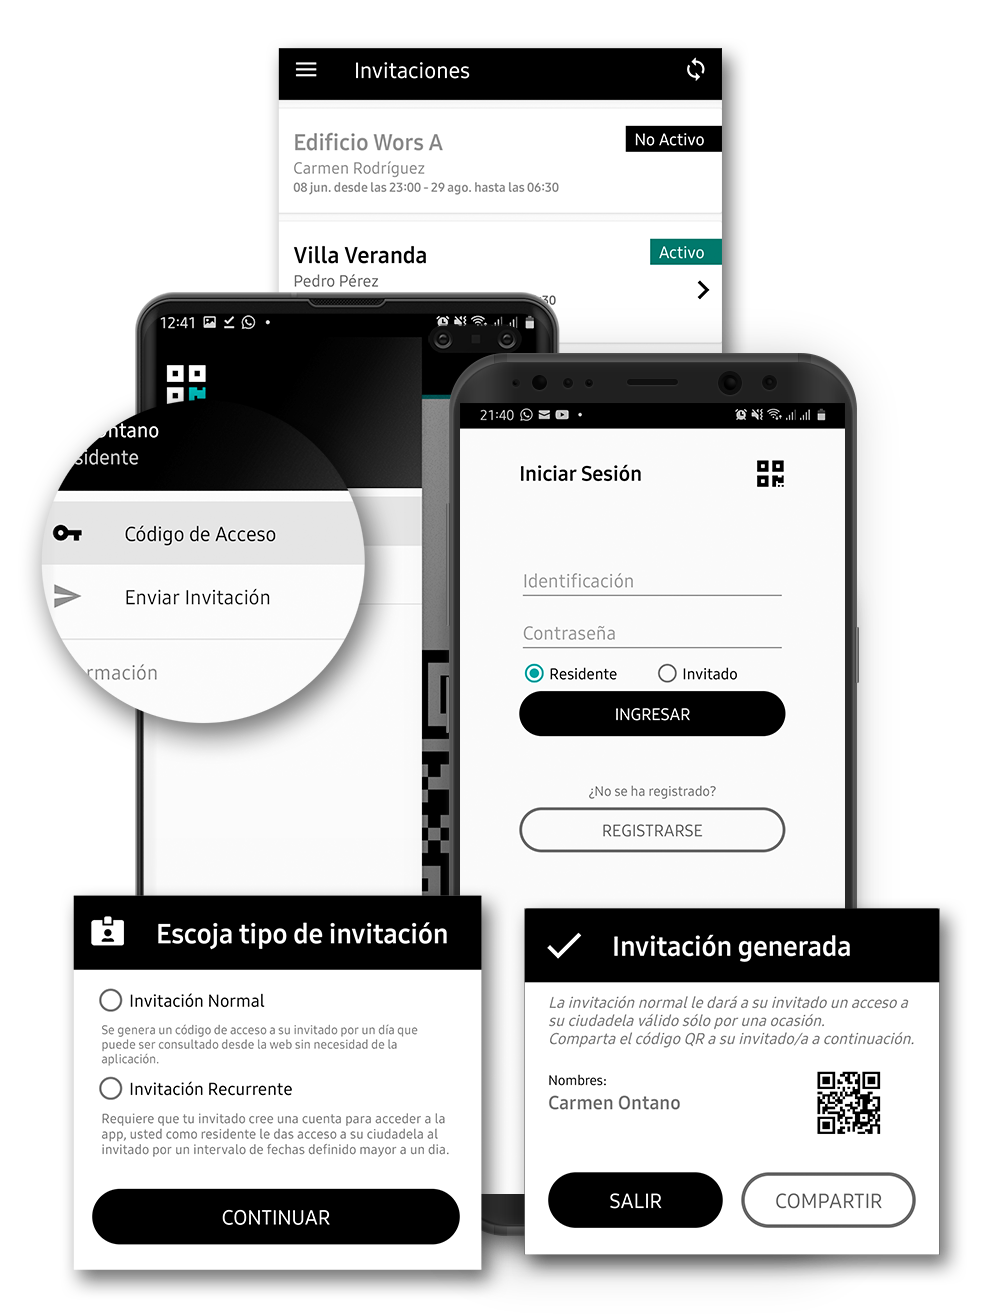 Invitaciones
Edificio Wors A
No Activo
Carmen Rodríguez
08 jun. desde las 23:00 - 29 ago. hasta las 06:30
Villa Veranda
Activo
Pedro Pérez
:30
12:41
Ontano
sidente
Código de Acceso
Enviar Invitación
rmación
21:40
Iniciar Sesión
Identificación
Contraseña
Residente
Invitado
INGRESAR
¿No se ha registrado?
REGISTRARSE
Escoja tipo de invitación
Invitación Normal
Se genera un código de acceso a su invitado por un día que
puede ser consultado desde la web sin necesidad de la
aplicación.
Invitación Recurrente
Requiere que tu invitado cree una cuenta para acceder a la
app, usted como residente le das acceso a su ciudadela al
invitado por un intervalo de fechas definido mayor a un dia.
CONTINUAR
Invitación generada
La invitación normal le dará a su invitado un acceso a
su ciudadela válido sólo por una ocasión.
Comparta el código QR a su invitado/a a continuación.
Nombres:
Carmen Ontano
SALIR
COMPARTIR